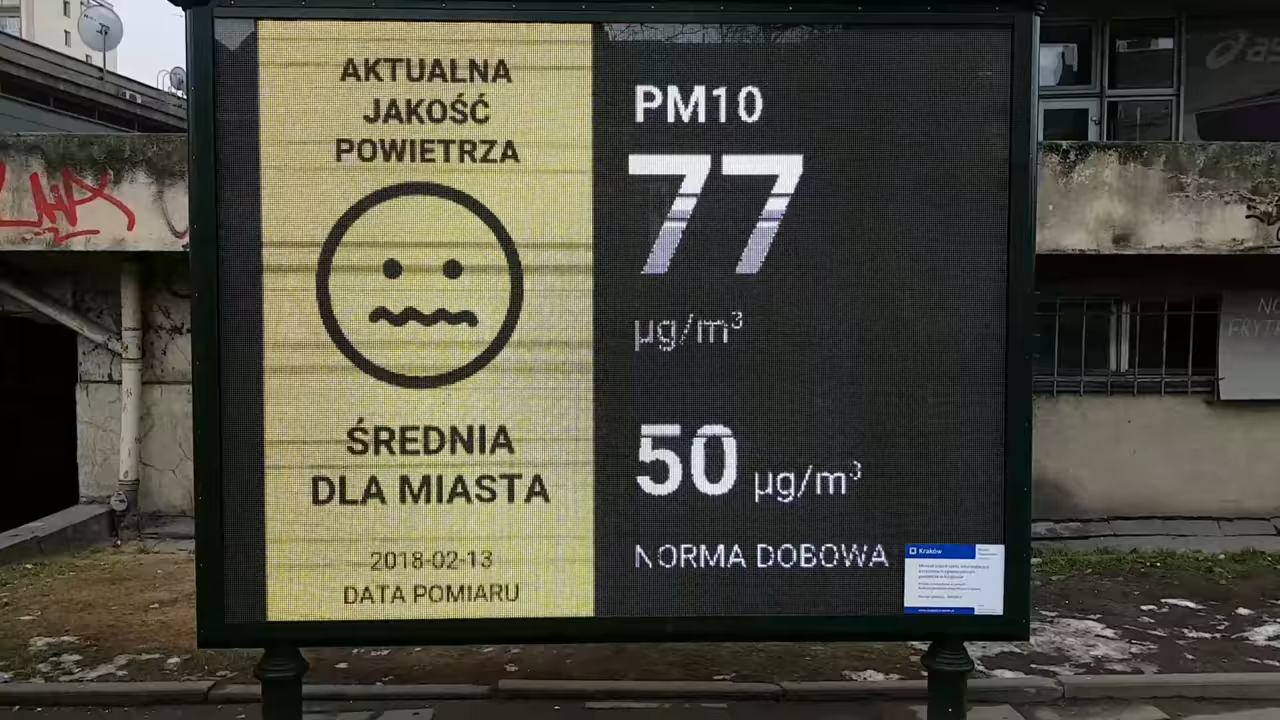 AKTUALNA
JAKOŚĆ
POWIETRZA
ŚREDNIA
DLA MIASTA
2018-02-13
DATA POMIARU
PM10
77
µg/m³
50 µg/m³
NORMA DOBOWA
Kraków